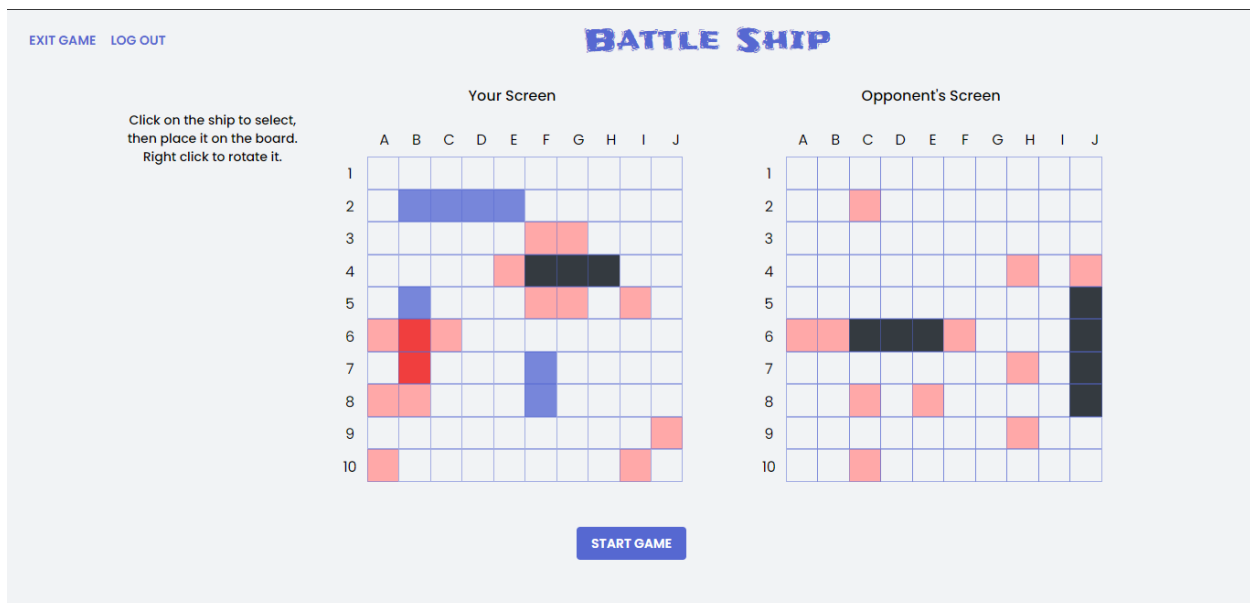 EXIT GAME LOG OUT
BATTLE SHIP
Click on the ship to select,
then place it on the board.
Right click to rotate it.
Your Screen
A B C D E F G H I J
1
2
3
4
5
6
7
8
9
10
Opponent's Screen
A B C D E F G H I J
1
2
3
4
5
6
7
8
9
10
START GAME